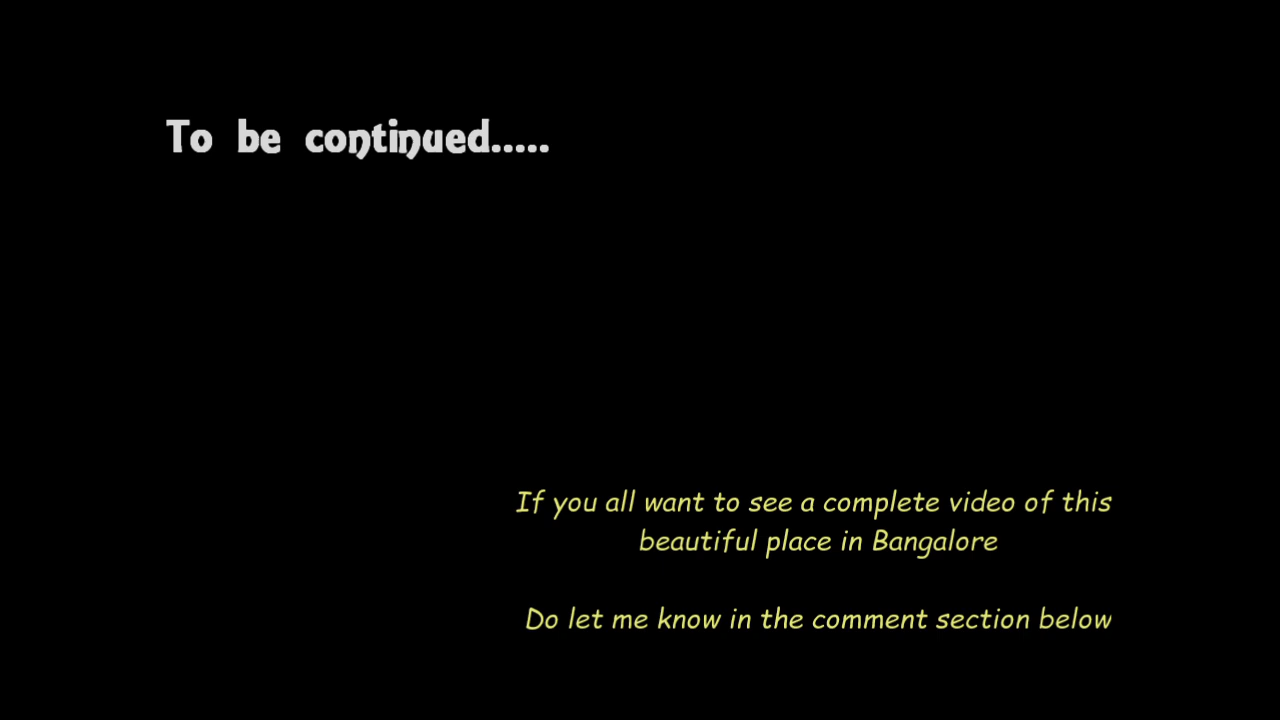 To be continued.....
If you all want to see a complete video of this
beautiful place in Bangalore
Do let me know in the comment section below